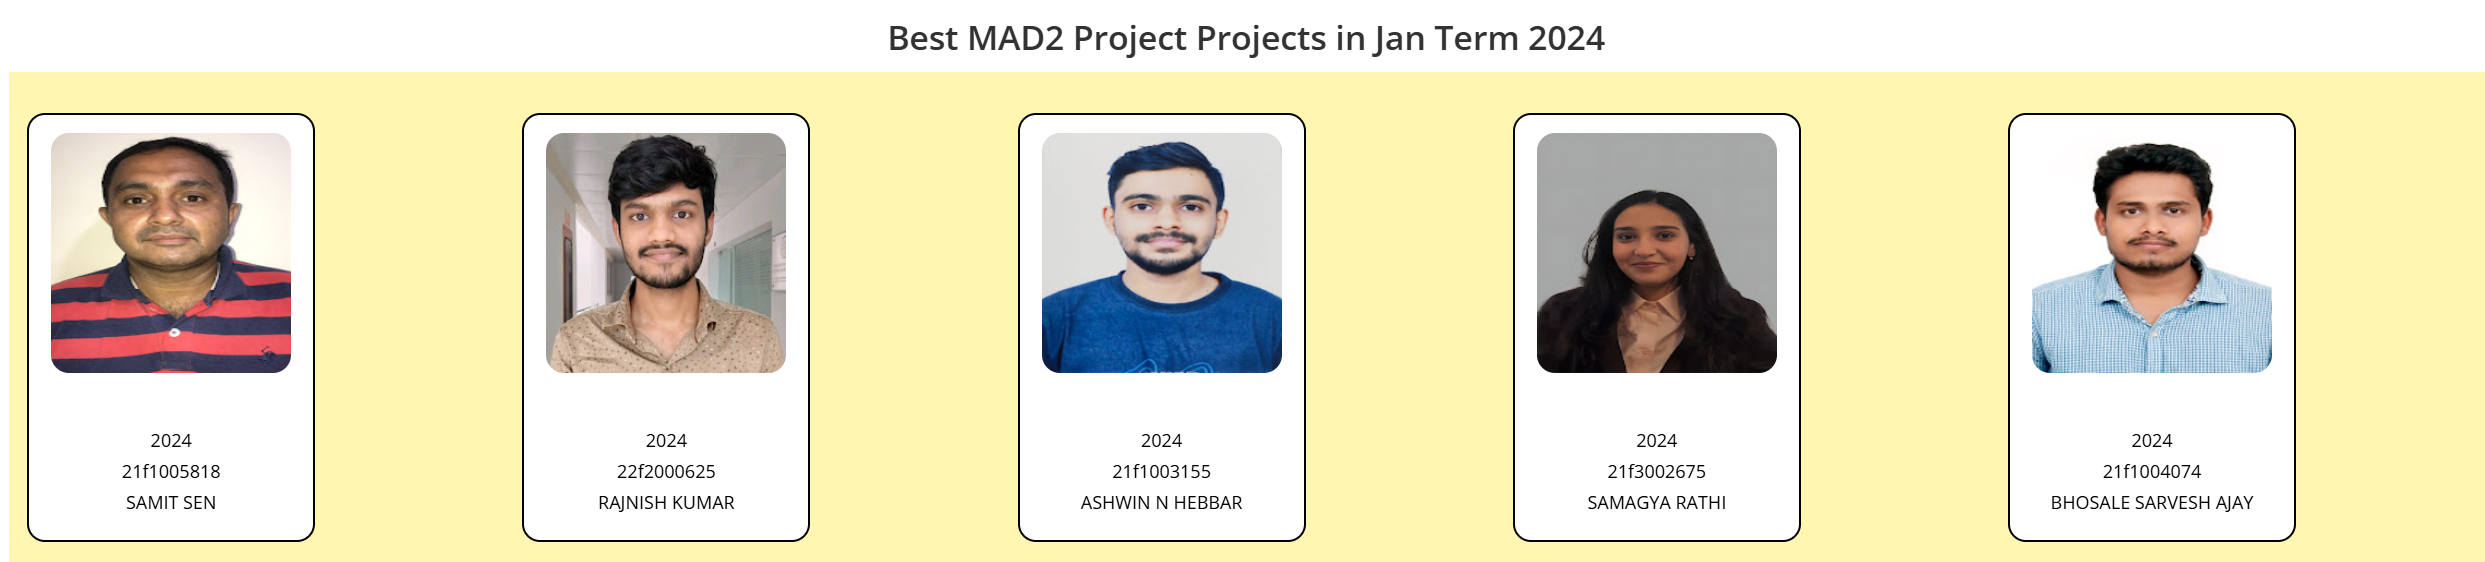 Best MAD2 Project Projects in Jan Term 2024
2024
21f1005818
SAMIT SEN
2024
22f2000625
RAJNISH KUMAR
2024
21f1003155
ASHWIN N HEBBAR
2024
21f3002675
SAMAGYA RATHI
2024
21f1004074
BHOSALE SARVESH AJAY